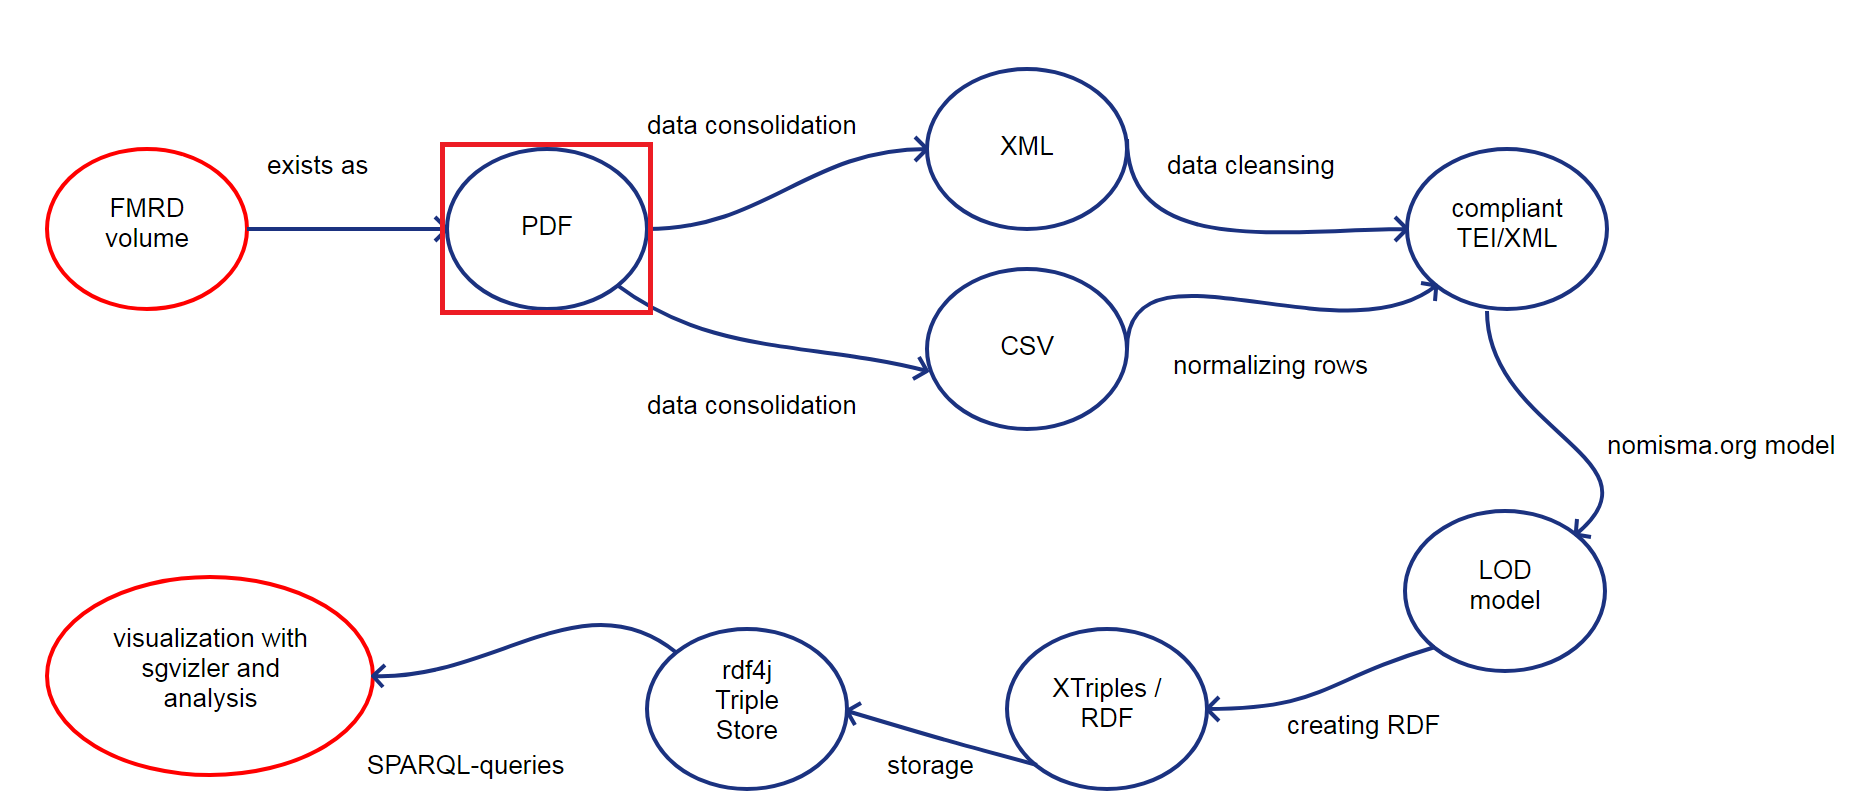 data consolidation
XML
exists as
data cleansing
FMRD
volume
PDF
compliant
TEI/XML
CSV
normalizing rows
data consolidation
nomisma.org model
LOD
model
visualization with
sgvizler and
analysis
rdf4j
Triple
Store
XTriples /
RDF
creating RDF
SPARQL-queries
storage